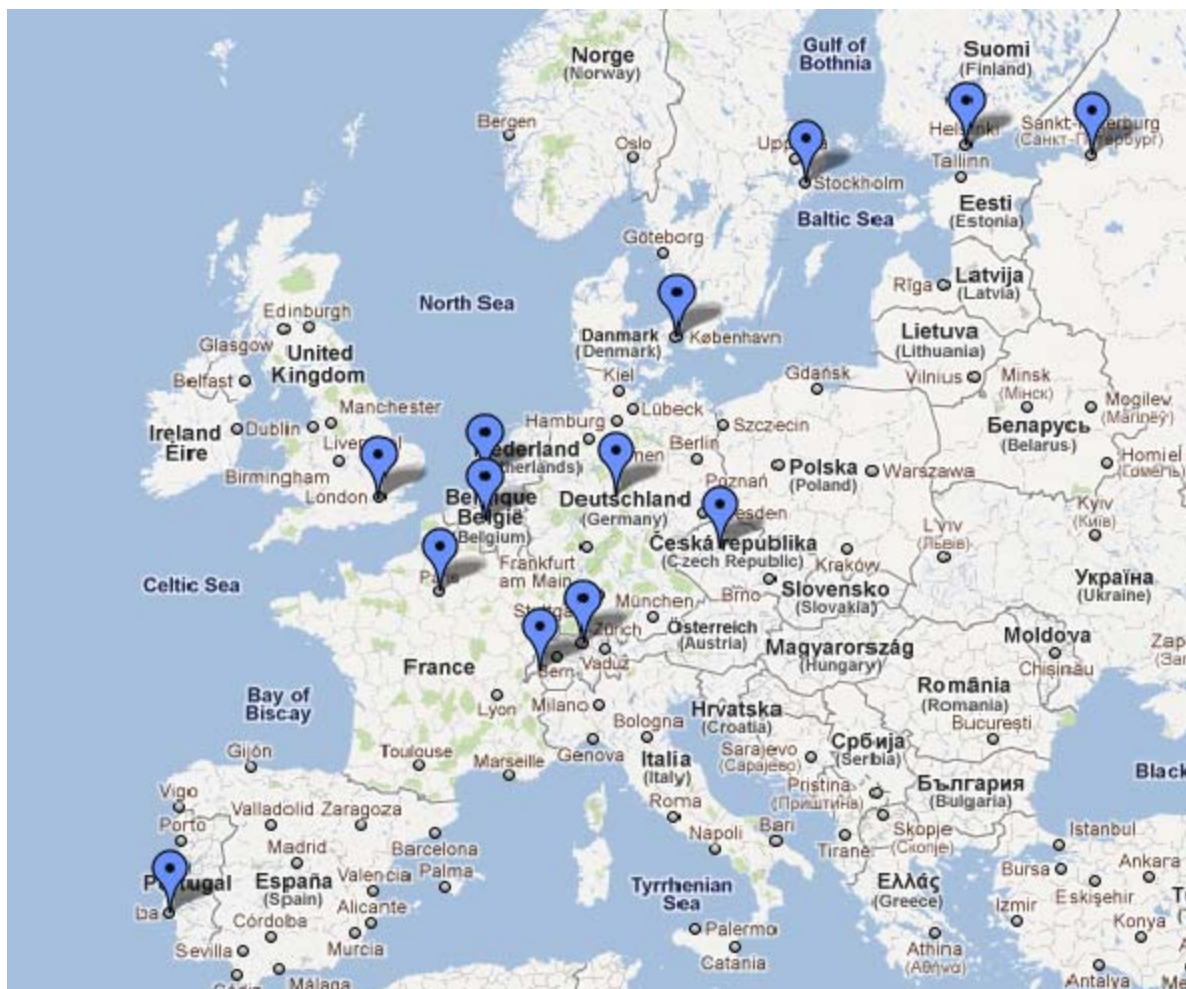 Norge
(Norway)
Gulf of
Bothnia
Suomi
(Finland)
Bergen
Oslo
Stockholm
Tallinn
(Санкт-Петербург)
Eesti
(Estonia)
Baltic Sea
Göteborg
Latvija
(Latvia)
Rīga
North Sea
Edinburgh
Glasgow
United
Kingdom
Danmark
(Denmark)
København
Lietuva
(Lithuania)
Vilnius
Minsk
(Мінск)
Mogilev
Kiel
Gdańsk
Belfast
Manchester
Dublin
Ireland
Éire
Birmingham
London
Hamburg
Lübeck
Szczecin
Berlin
Беларусь
(Belarus)
Homiel
(Гомень)
Polska
(Poland)
Poznań
Warszawa
Deutschland
(Germany)
België
(Belgium)
Kyiv
(Київ)
L'yiv
(Львів)
Česká republika
(Czech Republic)
Kraków
Brno
Celtic Sea
Frankfurt
am Main
München
Slovensko
(Slovakia)
Україна
(Ukraine)
Zürich
Österreich
(Austria)
Vaduz
Bern
Magyarország
(Hungary)
Moldova
Chişinău
France
Lyon
Milano
Bay of
Biscay
Bologna
Genova
Hrvatska
(Croatia)
România
(Romania)
Bucureşti
Toulouse
Marseille
Italia
(Italy)
Sarajevo
(Сарајево)
Србија
(Serbia)
Gijón
Vigo
Porto
Valladolid
Zaragoza
Barcelona
Madrid
España
(Spain)
Valencia
Palma
Alicante
Murcia
Córdoba
Sevilla
Málaga
Roma
Napoli
Bari
Pristina
(Приштина)
България
(Bulgaria)
Black
Skopje
(Скопје)
Tirane
Istanbul
Bursa
Ankara
Eskişehir
Izmir
Konya
Antalya
Ελλάς
(Greece)
Athina
(Αθήνα)
Tyrrhenian
Sea
Palermo
Catania